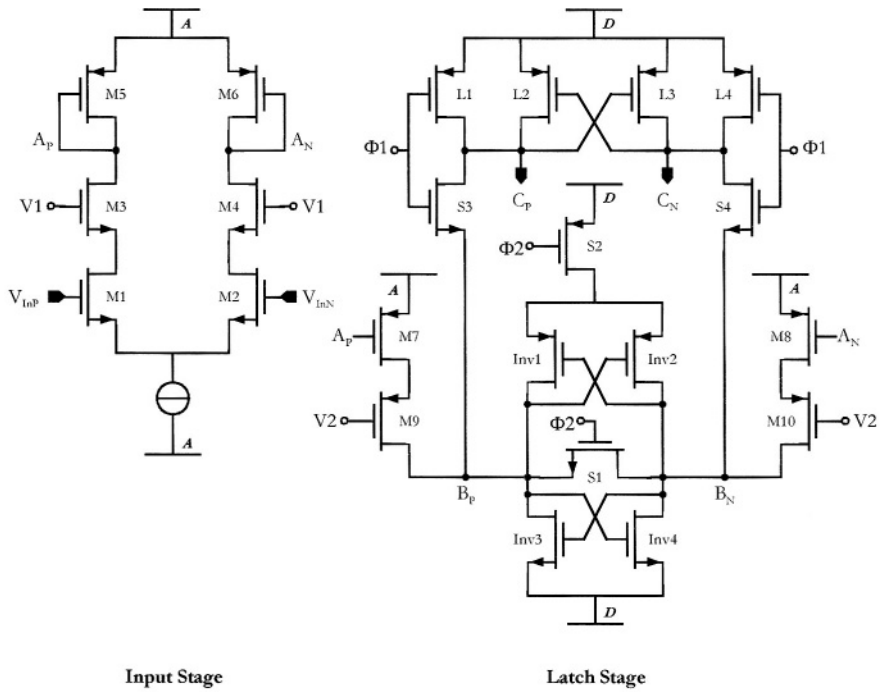 A
D
M5
M6
L1
L2
L3
L4
A_P
A_N
Φ1
Φ1
V1
M3
M4
V1
S3
C_P
C_N
S4
D
Φ2
S2
V_InP
M1
M2
V_InN
A
A
A_P
M7
Inv1
Inv2
M8
A_N
V2
M9
Φ2
M10
V2
A
B_P
S1
B_N
Inv3
Inv4
D
Input Stage
Latch Stage